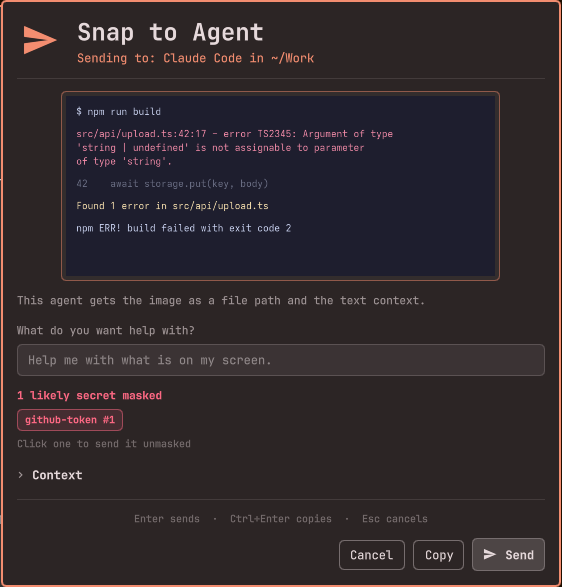 Snap to Agent
Sending to: Claude Code in ~/Work
$ npm run build
src/api/upload.ts:42:17 - error TS2345: Argument of type
'string | undefined' is not assignable to parameter
of type 'string'.
42    await storage.put(key, body)
Found 1 error in src/api/upload.ts
npm ERR! build failed with exit code 2
This agent gets the image as a file path and the text context.
What do you want help with?
Help me with what is on my screen.
1 likely secret masked
github-token #1
Click one to send it unmasked
› Context
Enter sends · Ctrl+Enter copies · Esc cancels
Cancel Copy Send